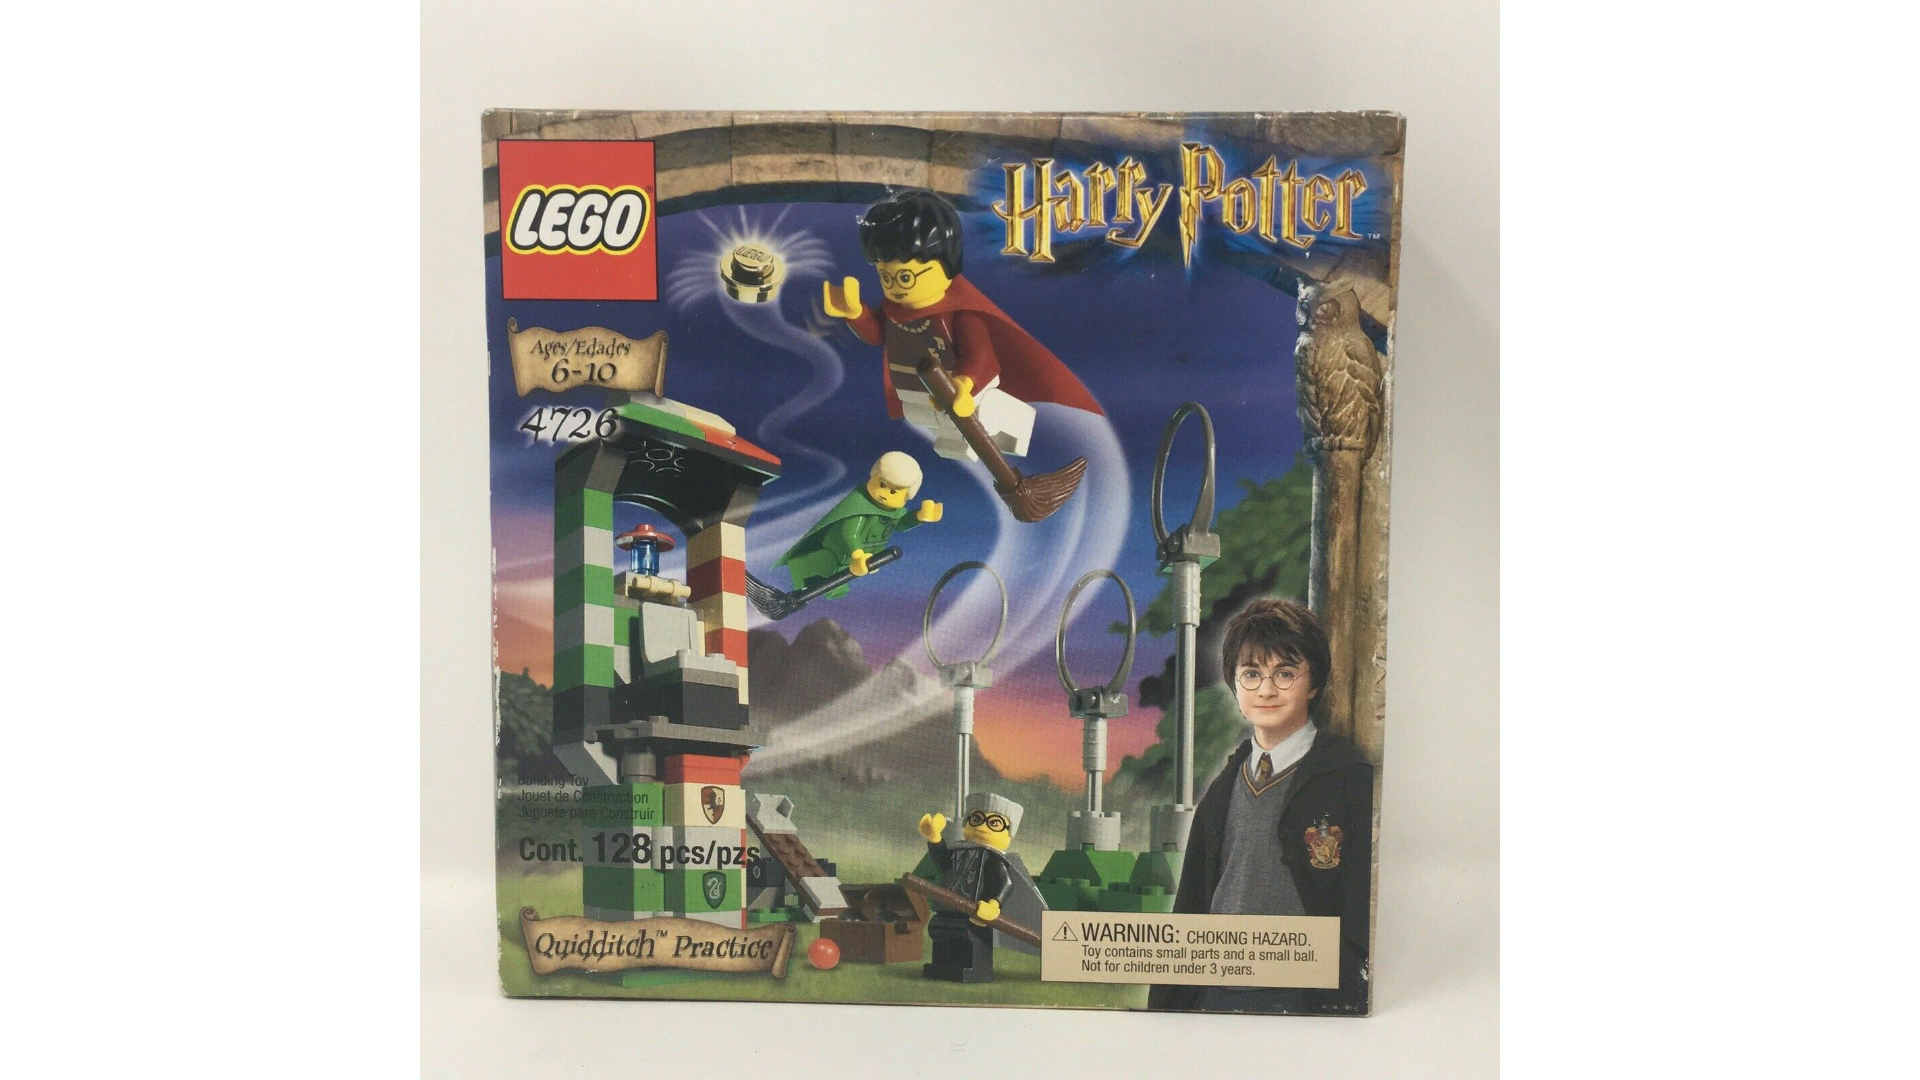 LEGO
®
Harry Potter
™
LEGO
Ages/Edades
6-10
4726
Building Toy
Jouet de Construction
Juguete para Construir
Cont. 128 pcs/pzs
Quidditch™ Practice
⚠ WARNING: CHOKING HAZARD.
Toy contains small parts and a small ball.
Not for children under 3 years.